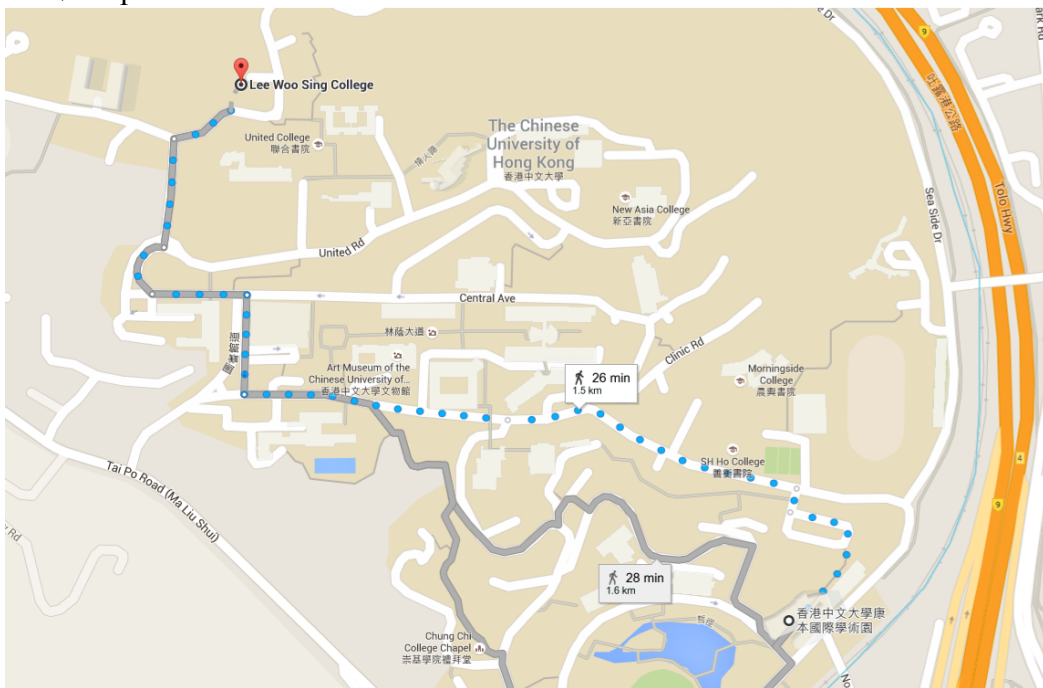 Sea Side Dr
9
吐露港公路
Tolo Hwy
Lee Woo Sing College
United College
聯合書院
The Chinese
University of
Hong Kong
香港中文大學
New Asia College
新亞書院
United Rd
Central Ave
林蔭大道
圖書館道
Art Museum of the
Chinese University of...
香港中文大學文物館
Clinic Rd
Morningside
College
晨興書院
26 min
1.5 km
SH Ho College
善衡書院
4
9
Tai Po Road (Ma Liu Shui)
28 min
1.6 km
香港中文大學康
本國際學術園
Chung Chi
College Chapel
崇基學院禮拜堂